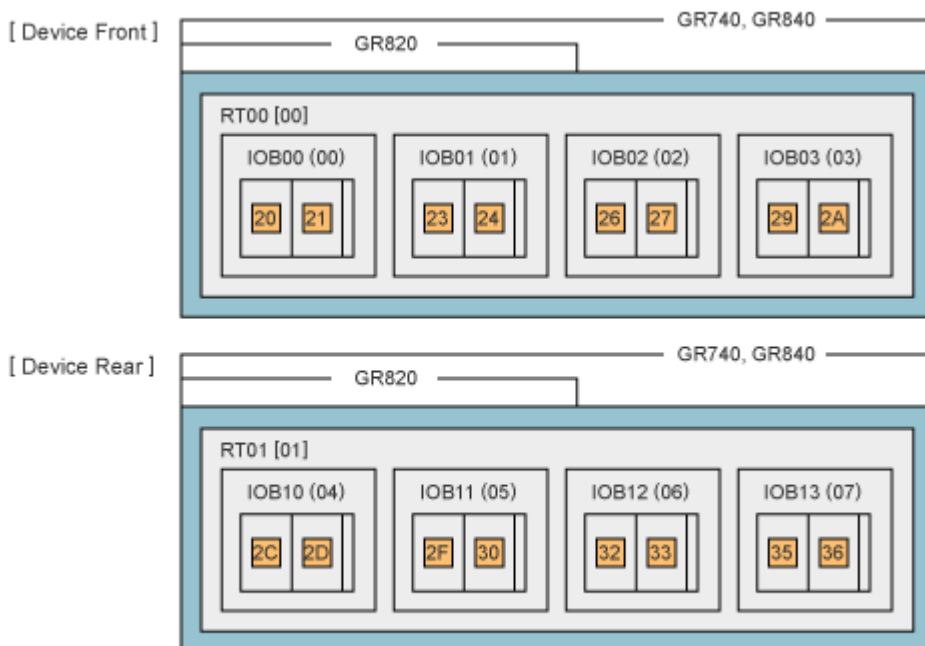 [ Device Front ]
GR740, GR840
GR820
RT00 [00]
IOB00 (00) IOB01 (01) IOB02 (02) IOB03 (03)
20 21 23 24 26 27 29 2A
[ Device Rear ]
GR740, GR840
GR820
RT01 [01]
IOB10 (04) IOB11 (05) IOB12 (06) IOB13 (07)
2C 2D 2F 30 32 33 35 36